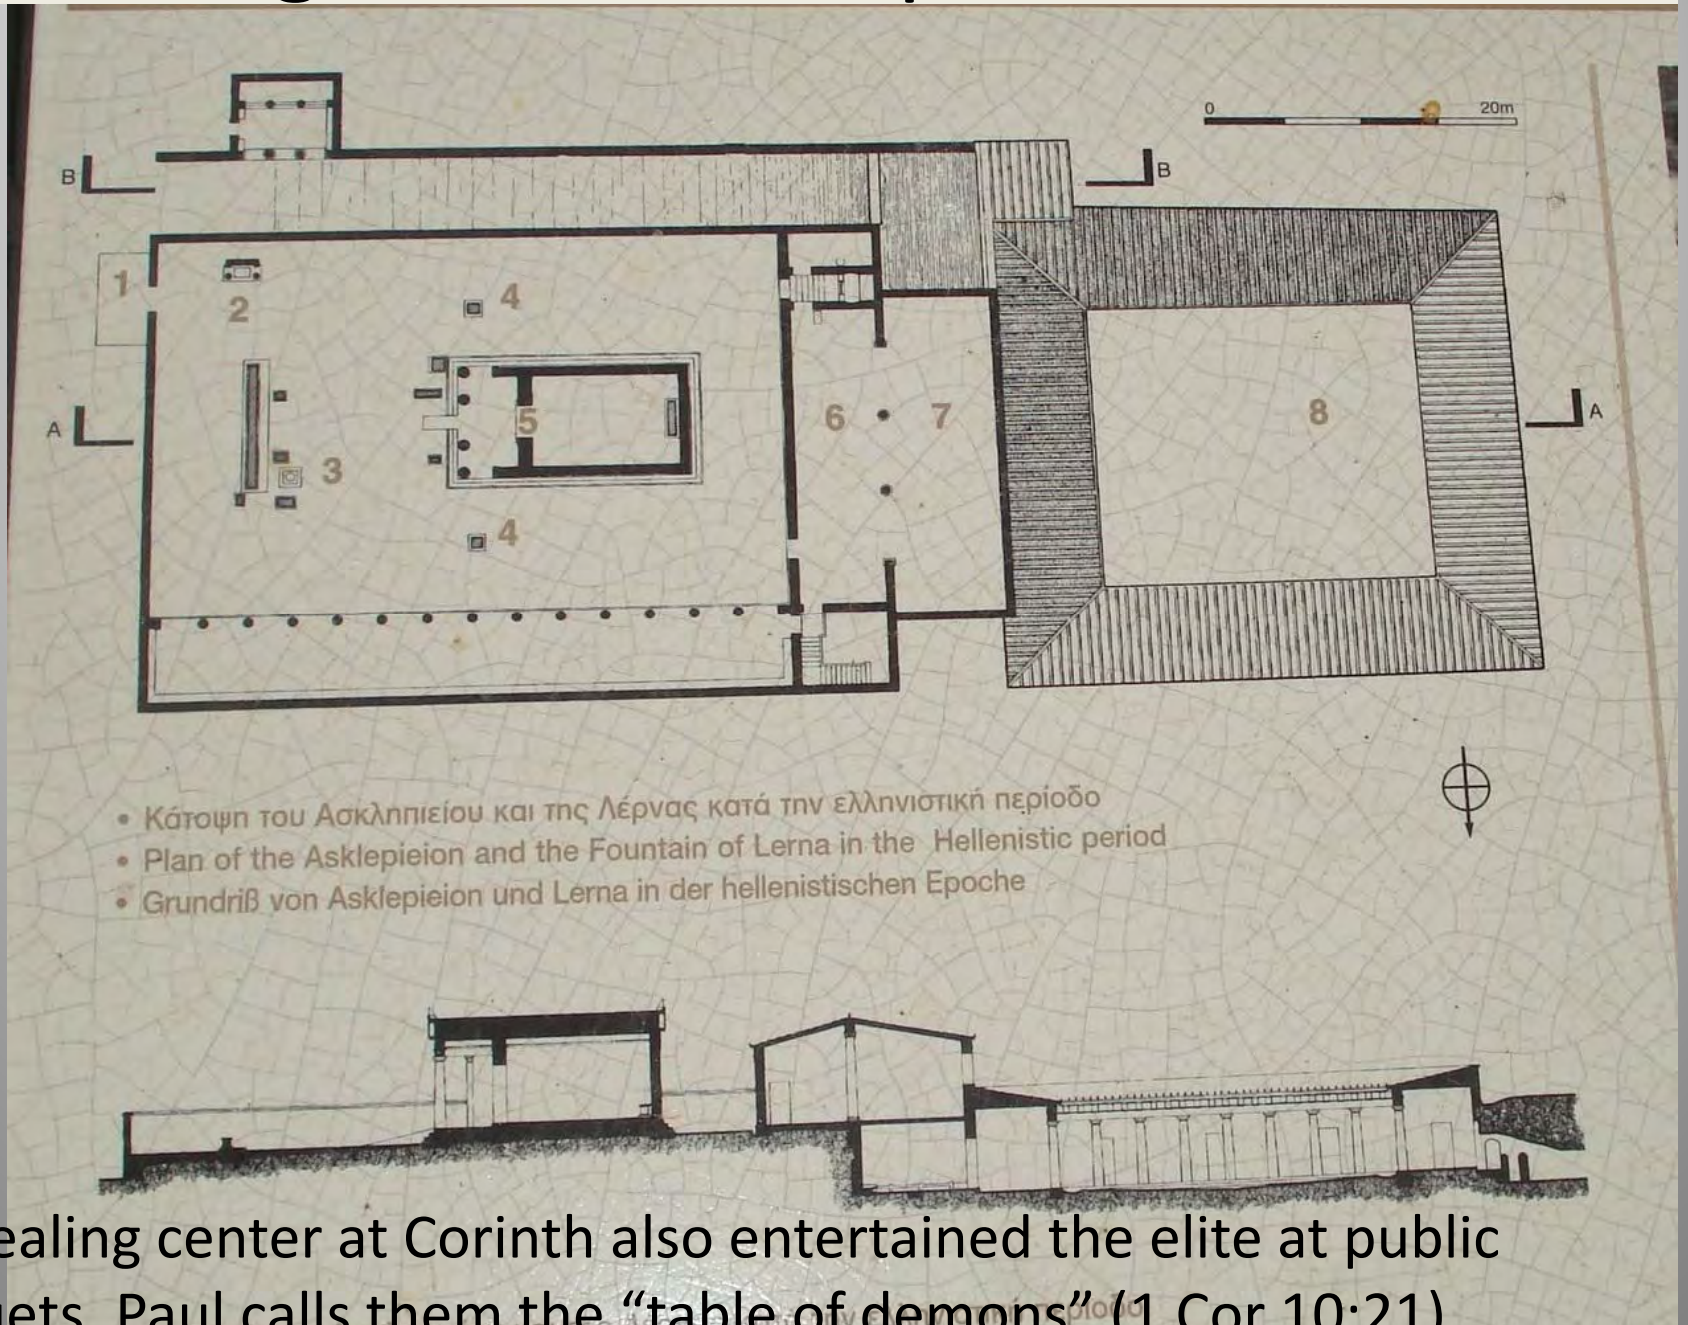 0 20m
B B
1 2 4
A 5 6 7 8 A
3
4
• Κάτοψη του Ασκληπιείου και της Λέρνας κατά την ελληνιστική περίοδο
• Plan of the Asklepieion and the Fountain of Lerna in the Hellenistic period
• Grundriß von Asklepieion und Lerna in der hellenistischen Epoche
ealing center at Corinth also entertained the elite at public
uets. Paul calls them the “table of demons” (1 Cor 10:21)